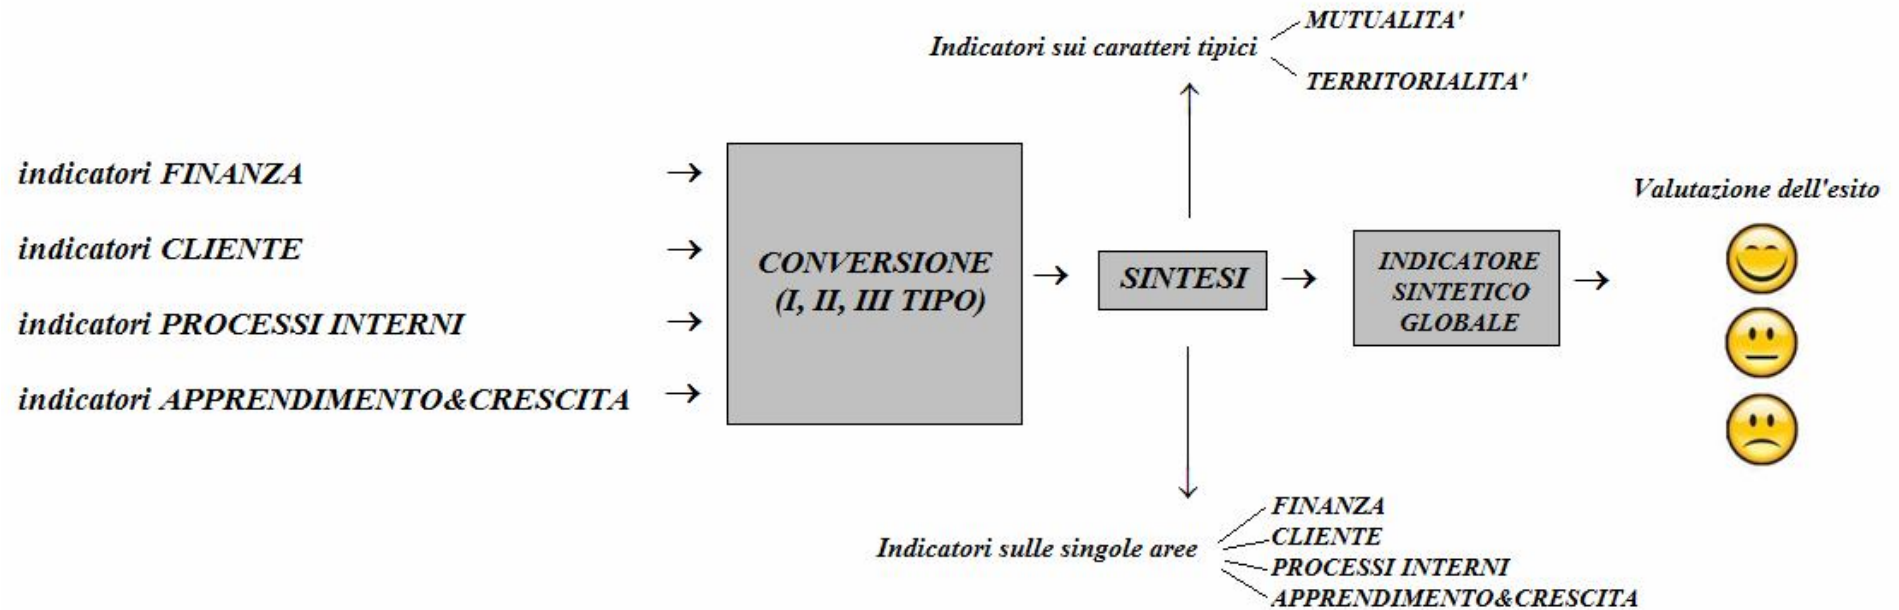 Indicatori sui caratteri tipici
MUTUALITA'
TERRITORIALITA'
indicatori FINANZA
indicatori CLIENTE
indicatori PROCESSI INTERNI
indicatori APPRENDIMENTO&CRESCITA
CONVERSIONE
(I, II, III TIPO)
SINTESI
INDICATORE
SINTETICO
GLOBALE
Valutazione dell'esito
Indicatori sulle singole aree
FINANZA
CLIENTE
PROCESSI INTERNI
APPRENDIMENTO&CRESCITA